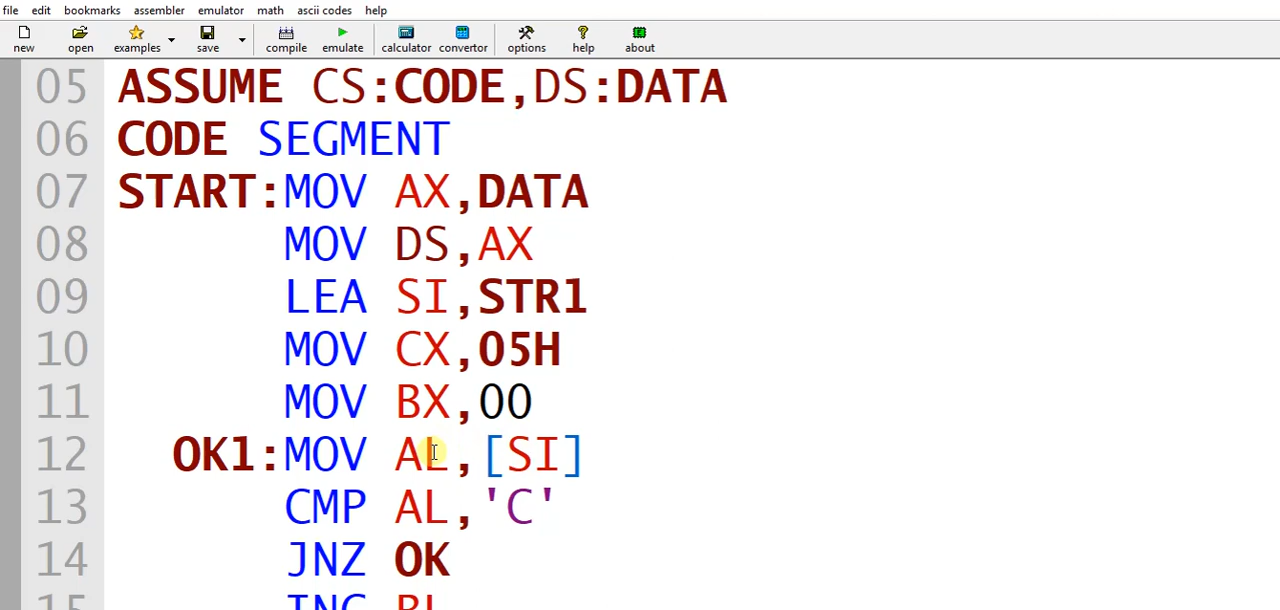 file edit bookmarks assembler emulator math ascii codes help
new open examples save compile emulate calculator convertor options help about
05 ASSUME CS:CODE,DS:DATA
06 CODE SEGMENT
07 START:MOV AX,DATA
08 MOV DS,AX
09 LEA SI,STR1
10 MOV CX,05H
11 MOV BX,00
12 OK1:MOV AL,[SI]
13 CMP AL,'C'
14 JNZ OK
15 INC BL